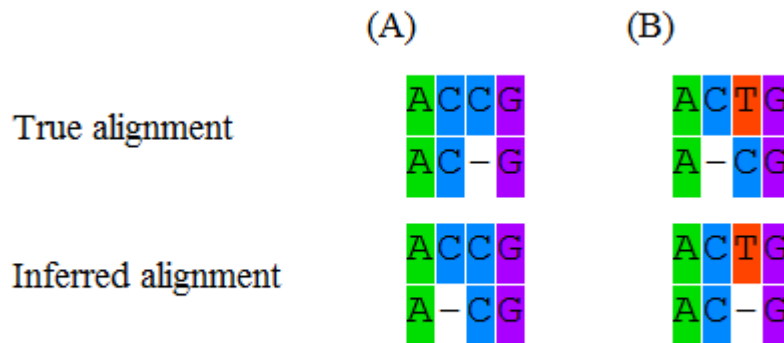 (A) (B)
ACCG ACTG
True alignment
AC-G A-CG
ACCG ACTG
Inferred alignment
A-CG AC-G